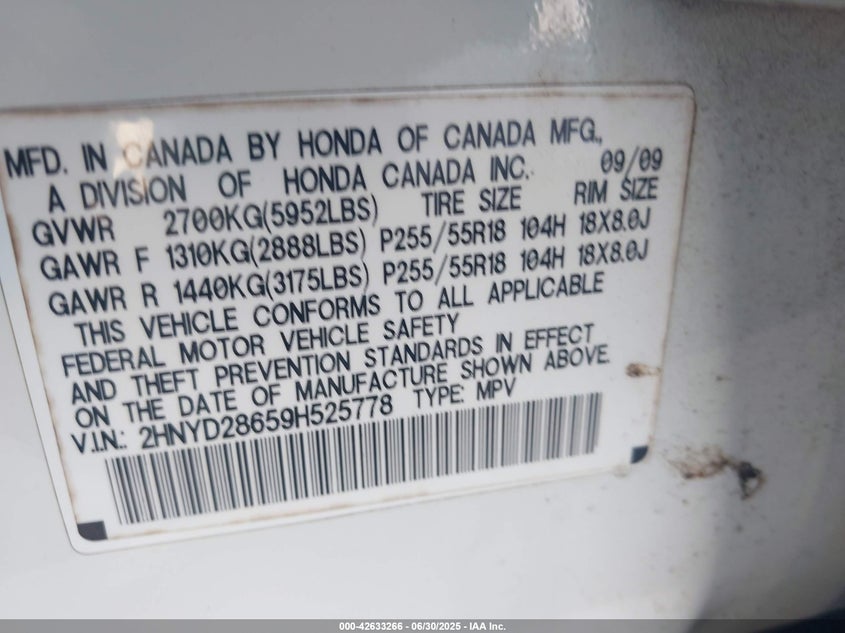 MFD. IN CANADA BY HONDA OF CANADA MFG.,
A DIVISION OF HONDA CANADA INC. 09/09
GVWR 2700KG(5952LBS) TIRE SIZE RIM SIZE
GAWR F 1310KG(2888LBS) P255/55R18 104H 18X8.0J
GAWR R 1440KG(3175LBS) P255/55R18 104H 18X8.0J
THIS VEHICLE CONFORMS TO ALL APPLICABLE
FEDERAL MOTOR VEHICLE SAFETY
AND THEFT PREVENTION STANDARDS IN EFFECT
ON THE DATE OF MANUFACTURE SHOWN ABOVE.
V.I.N.: 2HNYD28659H525778 TYPE: MPV
000-42633266 - 06/30/2025 - IAA Inc.